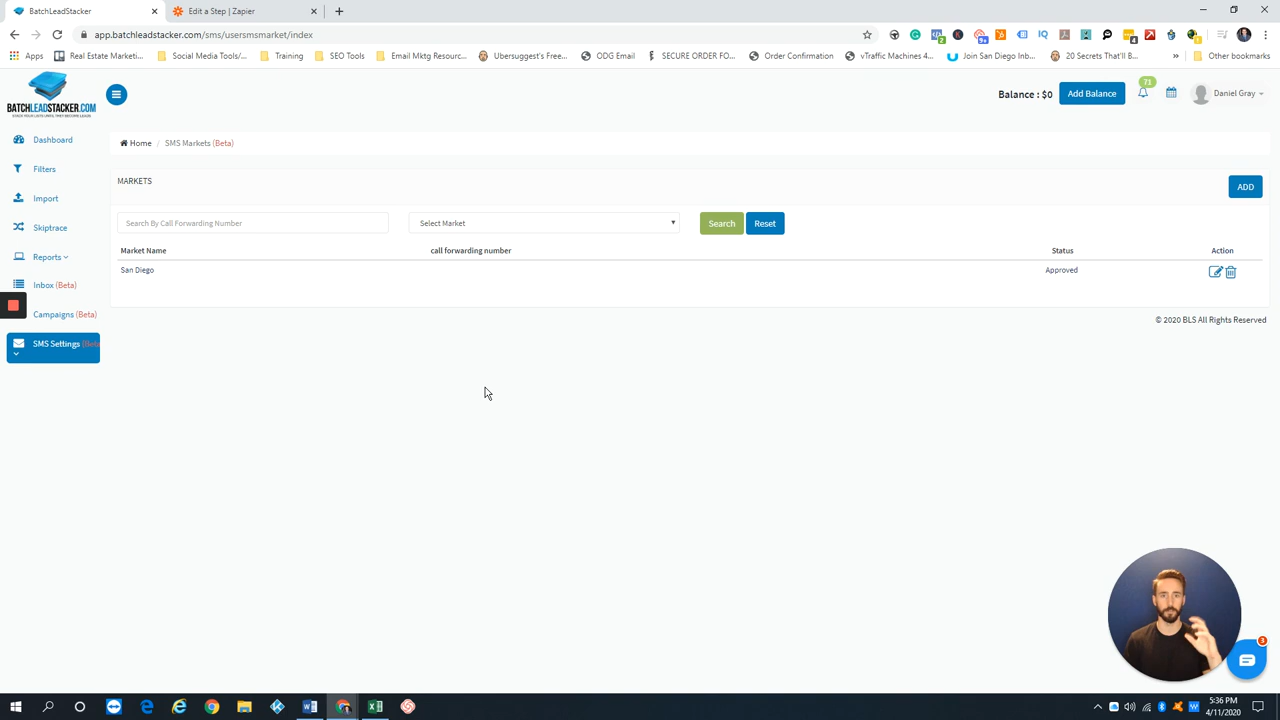 BatchLeadStacker
Edit a Step | Zapier
app.batchleadstacker.com/sms/usersmsmarket/index
Apps
Real Estate Marketi...
Social Media Tools/...
Training
SEO Tools
Email Mktg Resourc...
Ubersuggest's Free...
ODG Email
SECURE ORDER FO...
Order Confirmation
vTraffic Machines 4...
Join San Diego Inb...
20 Secrets That'll B...
Other bookmarks
BATCHLEADSTACKER.COM
Balance : $0
Add Balance
71
Daniel Gray
Dashboard
Filters
Import
Skiptrace
Reports
Inbox (Beta)
Campaigns (Beta)
SMS Settings (Beta
Home / SMS Markets (Beta)
MARKETS
ADD
Search By Call Forwarding Number
Select Market
Search
Reset
Market Name
call forwarding number
Status
Action
San Diego
Approved
© 2020 BLS All Rights Reserved
3
5:36 PM
4/11/2020